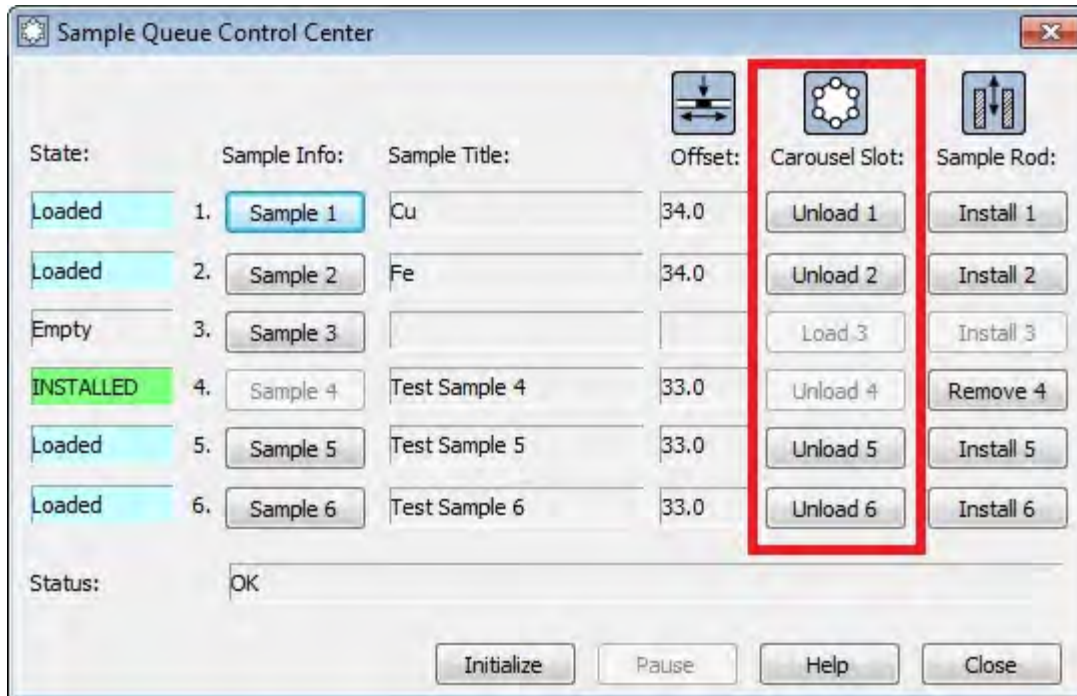 Sample Queue Control Center
State: Sample Info: Sample Title: Offset: Carousel Slot: Sample Rod:
Loaded 1. Sample 1 Cu 34.0 Unload 1 Install 1
Loaded 2. Sample 2 Fe 34.0 Unload 2 Install 2
Empty 3. Sample 3 Load 3 Install 3
INSTALLED 4. Sample 4 Test Sample 4 33.0 Unload 4 Remove 4
Loaded 5. Sample 5 Test Sample 5 33.0 Unload 5 Install 5
Loaded 6. Sample 6 Test Sample 6 33.0 Unload 6 Install 6
Status: OK
Initialize Pause Help Close